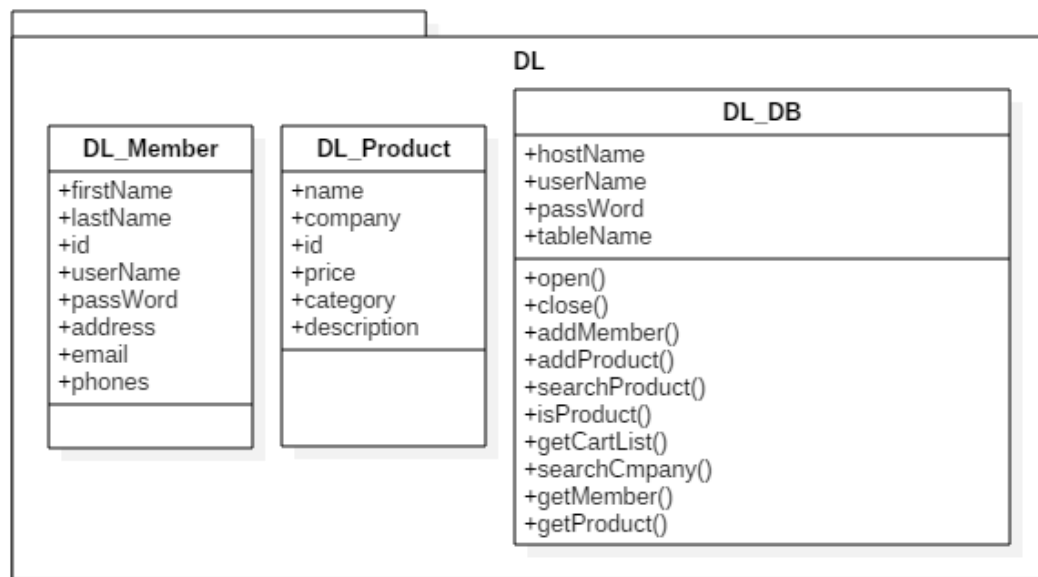 DL
DL_Member
+firstName
+lastName
+id
+userName
+passWord
+address
+email
+phones
DL_Product
+name
+company
+id
+price
+category
+description
DL_DB
+hostName
+userName
+passWord
+tableName
+open()
+close()
+addMember()
+addProduct()
+searchProduct()
+isProduct()
+getCartList()
+searchCmpany()
+getMember()
+getProduct()